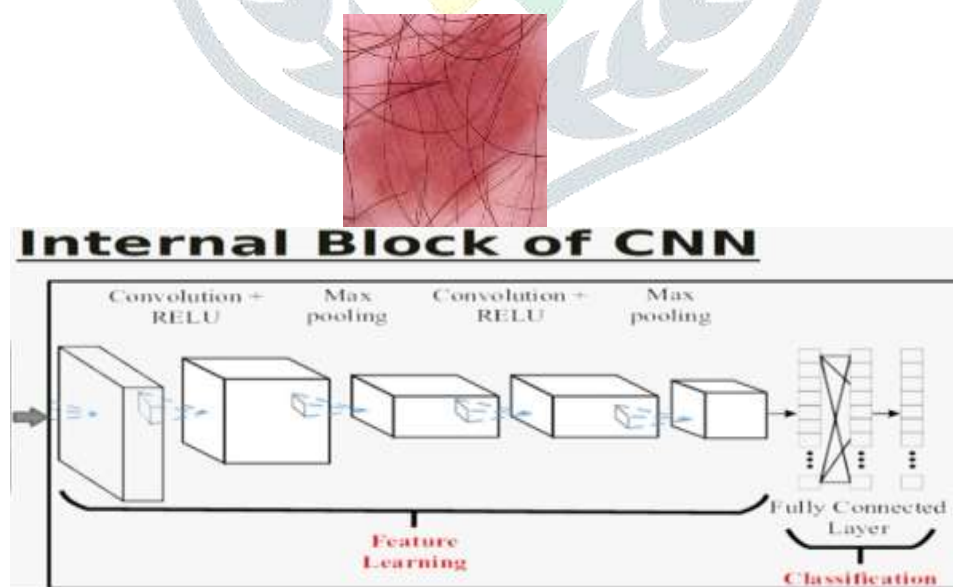 Internal Block of CNN
Convolution +
RELU
Max
pooling
Convolution +
RELU
Max
pooling
Fully Connected
Layer
Feature
Learning
Classification